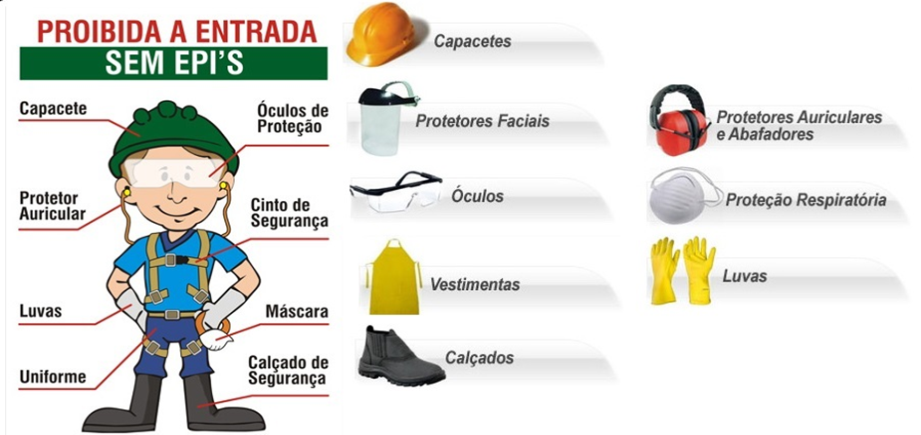 PROIBIDA A ENTRADA
SEM EPI'S
Capacete
Óculos de
Proteção
Protetor
Auricular
Cinto de
Segurança
Luvas
Máscara
Uniforme
Calçado de
Segurança
Capacetes
Protetores Faciais
Óculos
Vestimentas
Calçados
Protetores Auriculares
e Abafadores
Proteção Respiratória
Luvas